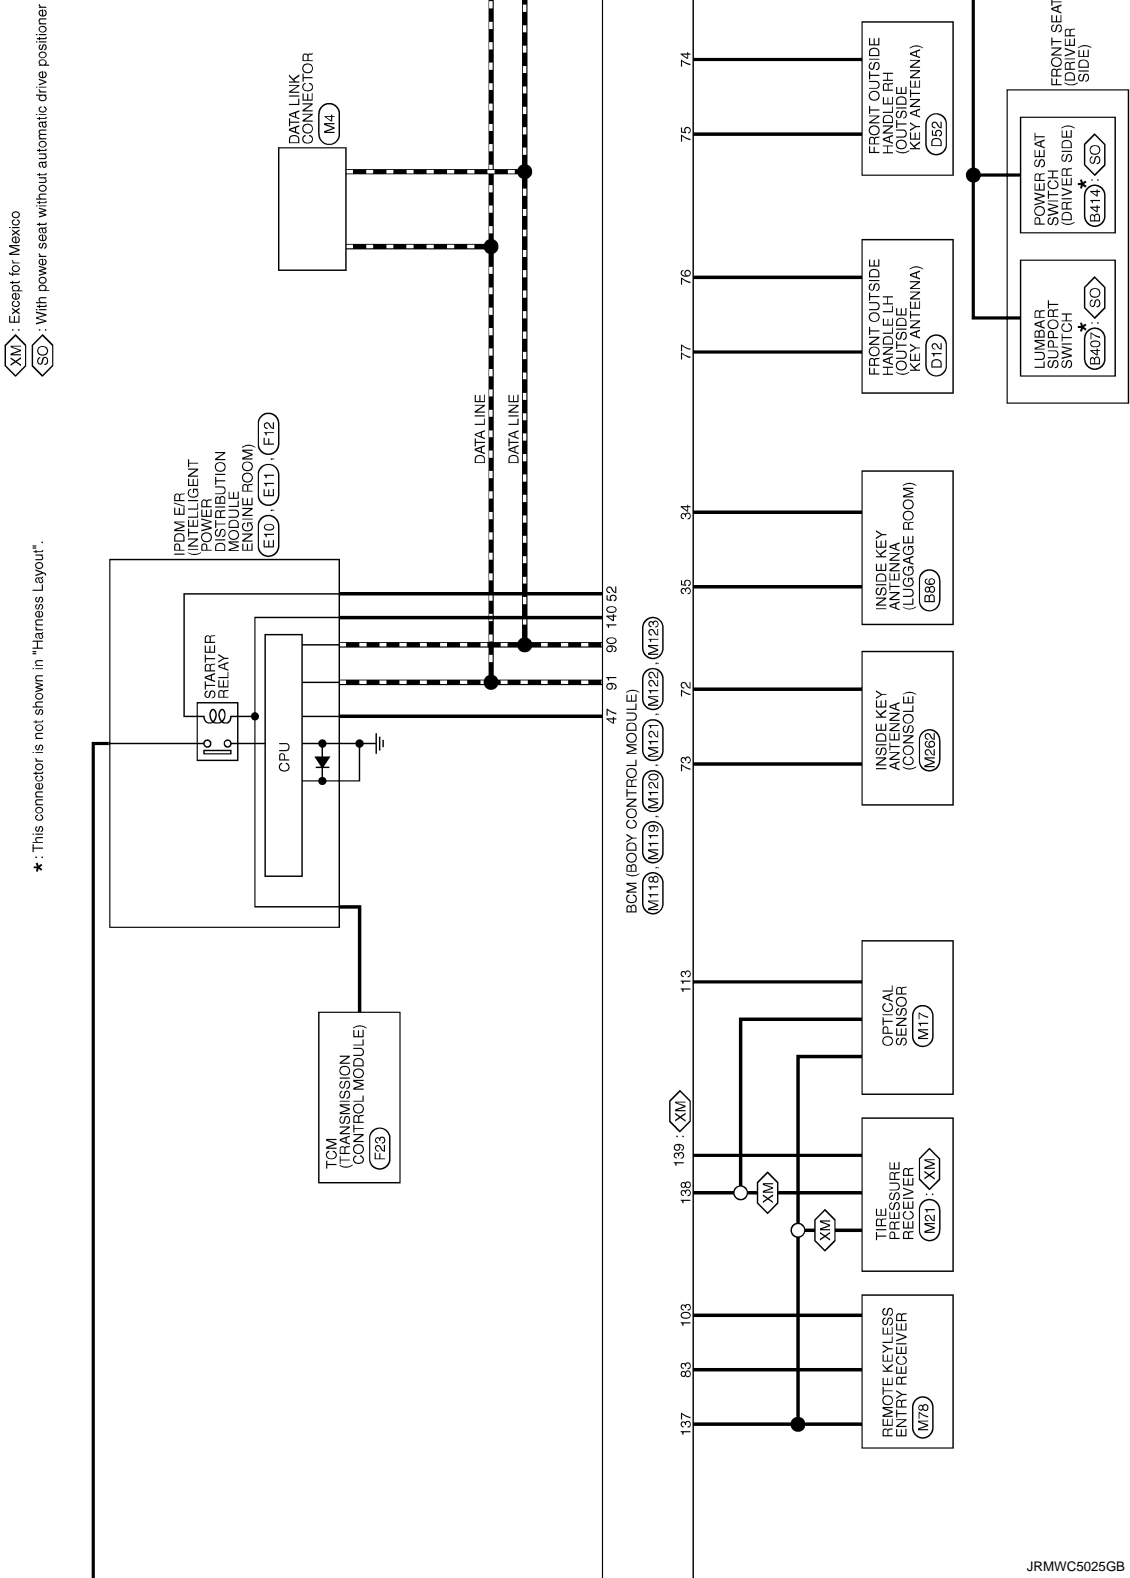 XM : Except for Mexico
SO : With power seat without automatic drive positioner
* : This connector is not shown in "Harness Layout".
IPDM E/R
(INTELLIGENT
POWER
DISTRIBUTION
MODULE
ENGINE ROOM)
E10 , E11 , F12
STARTER
RELAY
CPU
TCM
(TRANSMISSION
CONTROL MODULE)
F23
DATA LINK
CONNECTOR
M4
DATA LINE
DATA LINE
47
91
90
140
52
BCM (BODY CONTROL MODULE)
M118 , M119 , M120 , M121 , M122 , M123
137
83
103
138
139 : XM
113
73
72
35
34
77
76
75
74
XM
XM
REMOTE KEYLESS
ENTRY RECEIVER
M78
TIRE
PRESSURE
RECEIVER
M21 : XM
OPTICAL
SENSOR
M17
INSIDE KEY
ANTENNA
(CONSOLE)
M262
INSIDE KEY
ANTENNA
(LUGGAGE ROOM)
B86
FRONT OUTSIDE
HANDLE LH
(OUTSIDE
KEY ANTENNA)
D12
FRONT OUTSIDE
HANDLE RH
(OUTSIDE
KEY ANTENNA)
D52
LUMBAR
SUPPORT
SWITCH
B407 * : SO
POWER SEAT
SWITCH
(DRIVER SIDE)
B414 * : SO
FRONT SEAT
(DRIVER
SIDE)
JRMWC5025GB